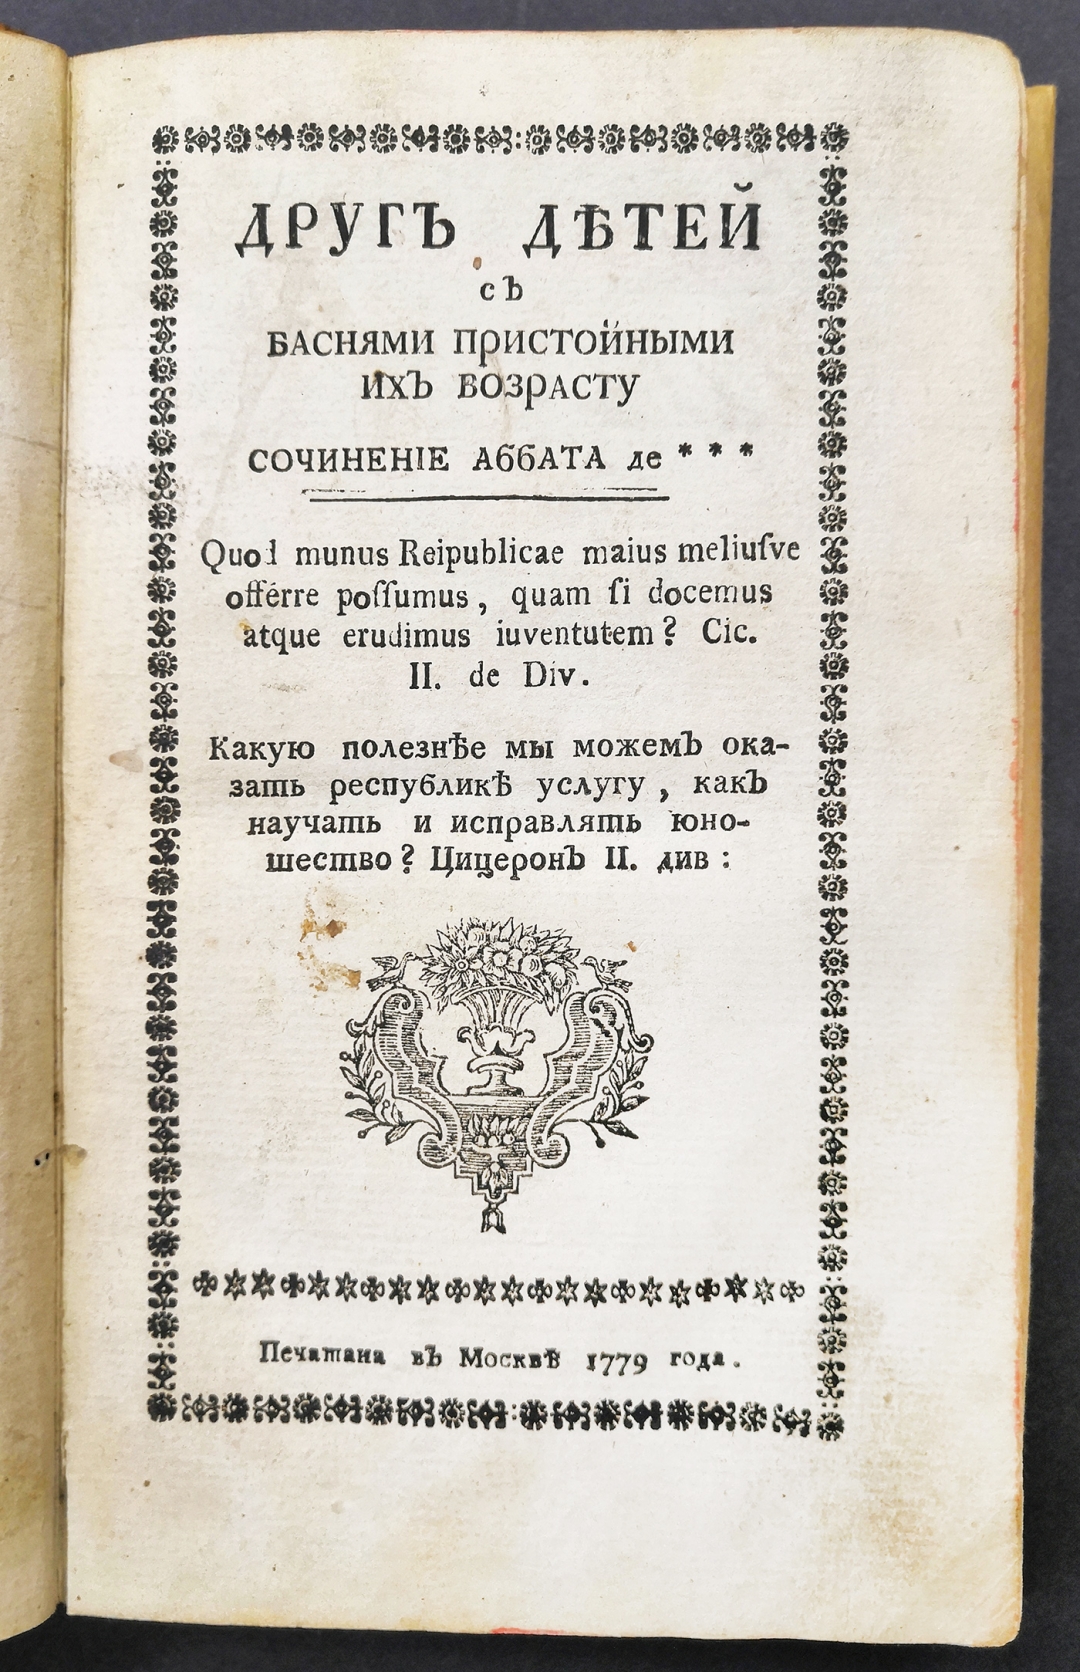 ДРУГЪ ДѢТЕЙ
съ
БАСНЯМИ ПРИСТОЙНЫМИ
ИХЪ ВОЗРАСТУ
СОЧИНЕНІЕ АББАТА де * * *
Quod munus Reipublicae maius meliuſve
offerre poſſumus, quam ſi docemus
atque erudimus iuventutem? Cic.
II. de Div.
Какую полезнѣе мы можемъ ока-
зать республикѣ услугу, какъ
научать и исправлять юно-
шество? Цицеронъ II. див:
Печатана въ Москвѣ 1779 года.